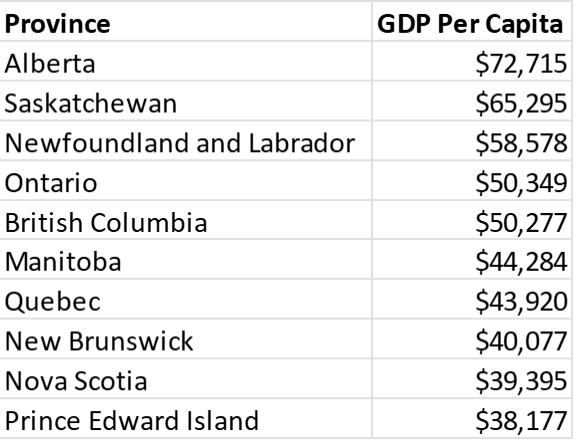 Province GDP Per Capita
Alberta $72,715
Saskatchewan $65,295
Newfoundland and Labrador $58,578
Ontario $50,349
British Columbia $50,277
Manitoba $44,284
Quebec $43,920
New Brunswick $40,077
Nova Scotia $39,395
Prince Edward Island $38,177